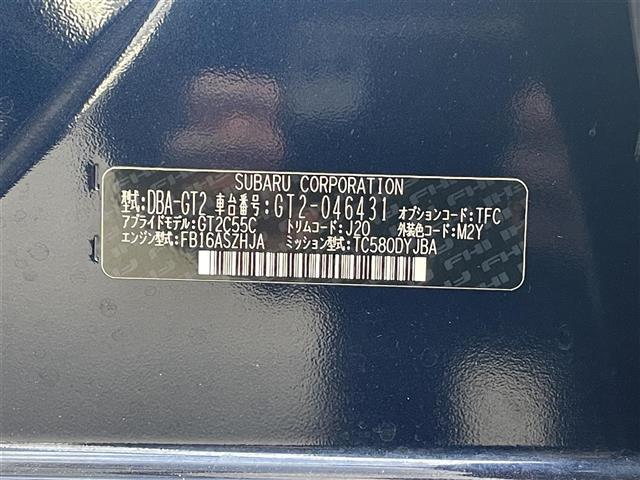 SUBARU CORPORATION
型式:DBA-GT2 車台番号:GT2-046431 オプションコード:TFC
アプライドモデル:GT2C55C トリムコード:J20 外装色コード:M2Y
エンジン型式:FB16ASZHJA ミッション型式:TC580DYJBA